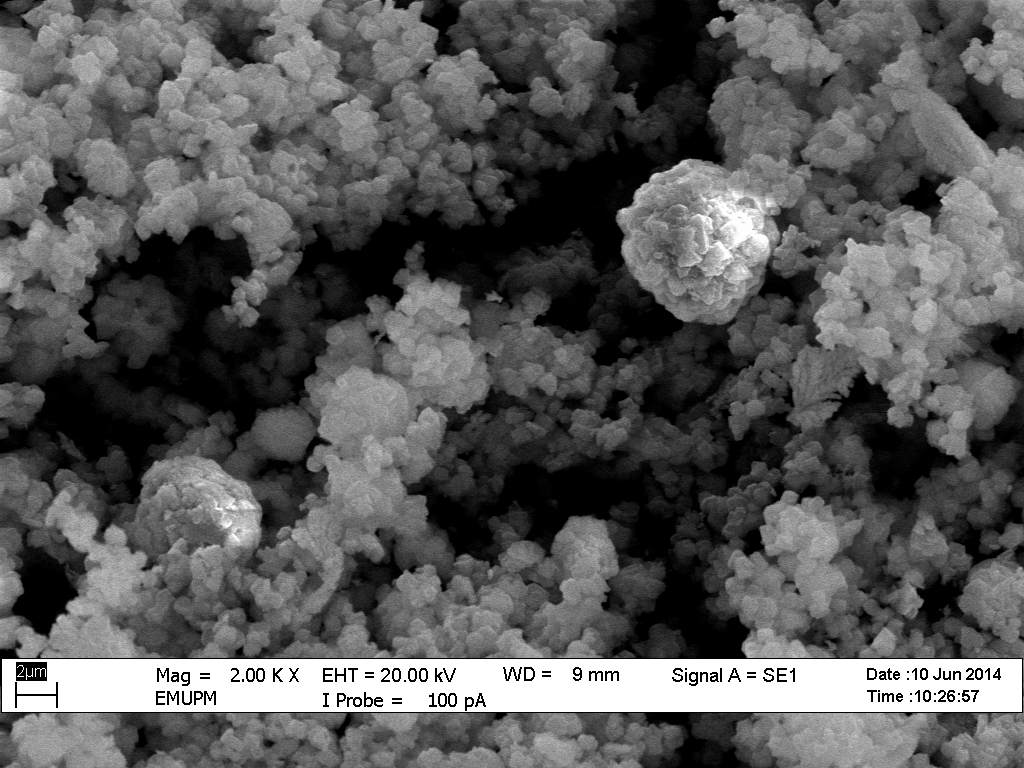 2µm Mag = 2.00 K X EHT = 20.00 kV WD = 9 mm Signal A = SE1 Date :10 Jun 2014
EMUPM I Probe = 100 pA Time :10:26:57